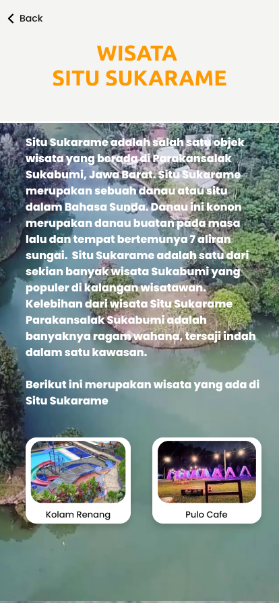 Back
WISATA
SITU SUKARAME
Situ Sukarame adalah salah satu objek
wisata yang berada di Parakansalak
Sukabumi, Jawa Barat. Situ Sukarame
merupakan sebuah danau atau situ
dalam Bahasa Sunda. Danau ini konon
merupakan danau buatan pada masa
lalu dan tempat bertemunya 7 aliran
sungai. Situ Sukarame adalah satu dari
sekian banyak wisata Sukabumi yang
populer di kalangan wisatawan.
Kelebihan dari wisata Situ Sukarame
Parakansalak Sukabumi adalah
banyaknya ragam wahana, tersaji indah
dalam satu kawasan.
Berikut ini merupakan wisata yang ada di
Situ Sukarame
Kolam Renang
Pulo Cafe